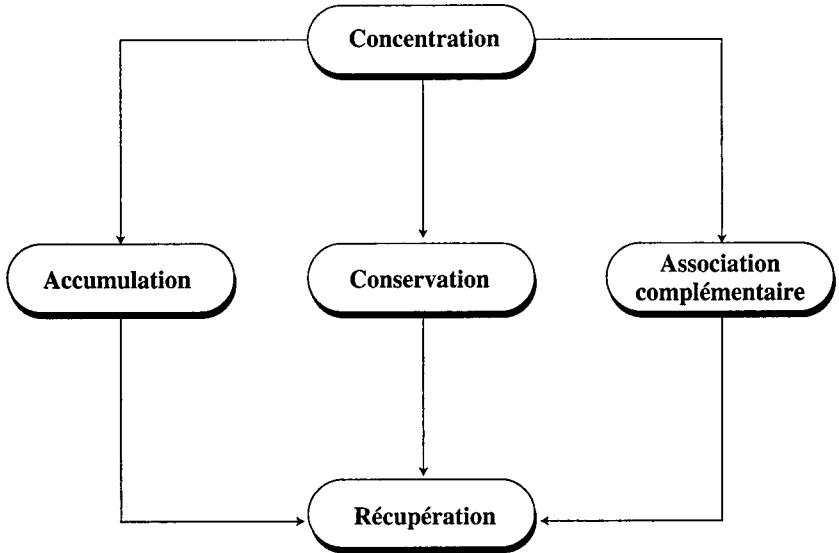 Concentration
Accumulation
Conservation
Association
complémentaire
Récupération